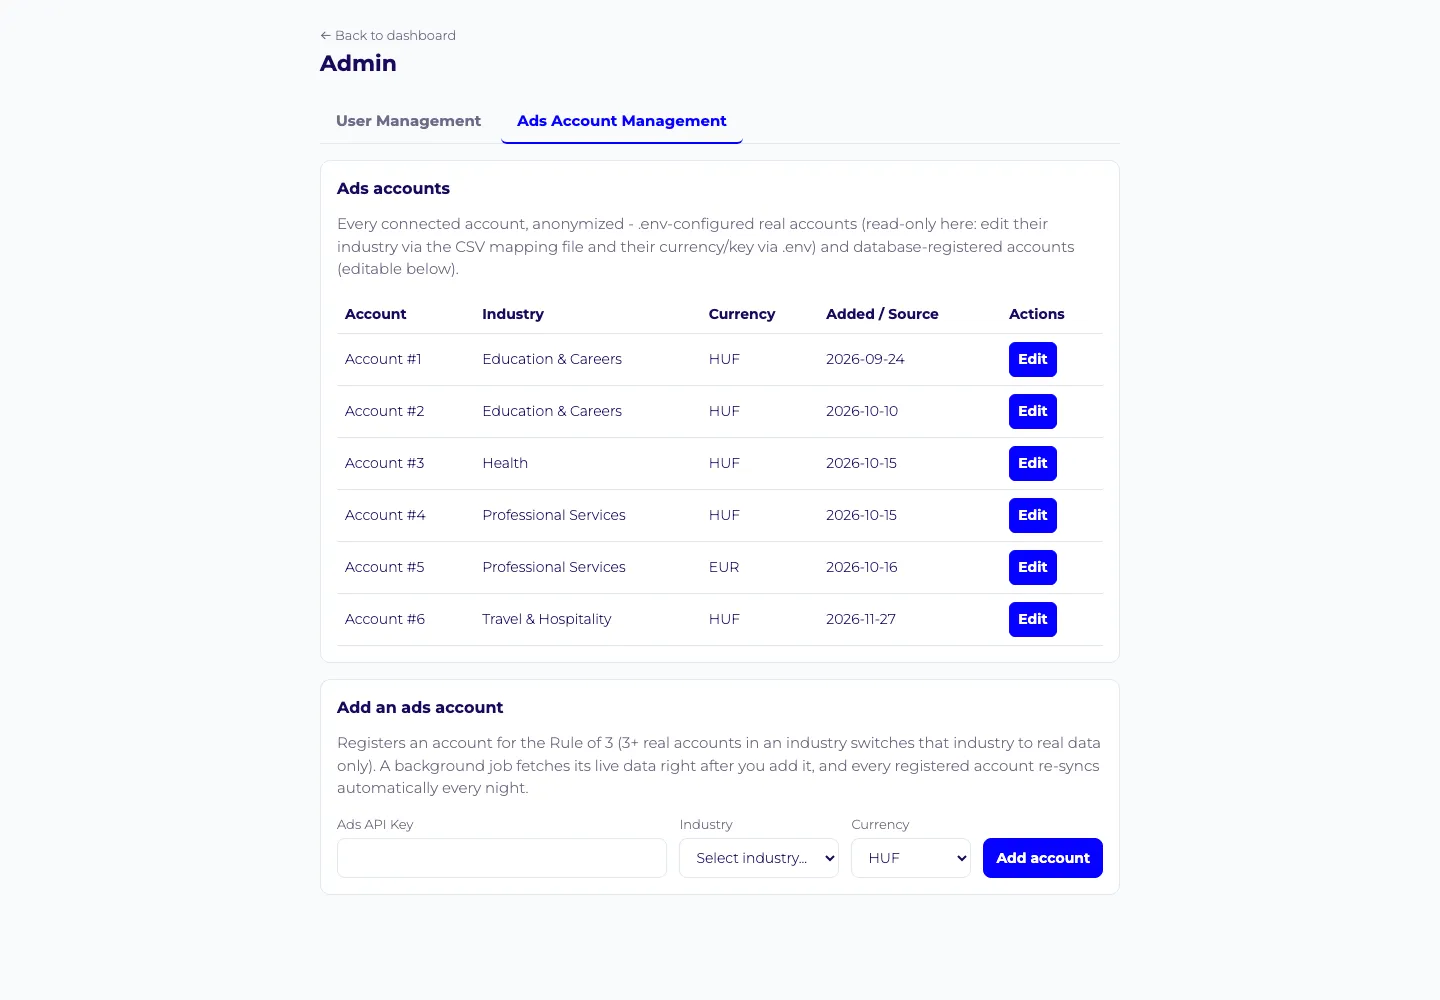 ← Back to dashboard
Admin
User Management Ads Account Management
Ads accounts
Every connected account, anonymized - .env-configured real accounts (read-only here: edit their
industry via the CSV mapping file and their currency/key via .env) and database-registered accounts
(editable below).
Account Industry Currency Added / Source Actions
Account #1 Education & Careers HUF 2026-09-24 Edit
Account #2 Education & Careers HUF 2026-10-10 Edit
Account #3 Health HUF 2026-10-15 Edit
Account #4 Professional Services HUF 2026-10-15 Edit
Account #5 Professional Services EUR 2026-10-16 Edit
Account #6 Travel & Hospitality HUF 2026-11-27 Edit
Add an ads account
Registers an account for the Rule of 3 (3+ real accounts in an industry switches that industry to real data
only). A background job fetches its live data right after you add it, and every registered account re-syncs
automatically every night.
Ads API Key Industry Currency
Select industry... HUF Add account